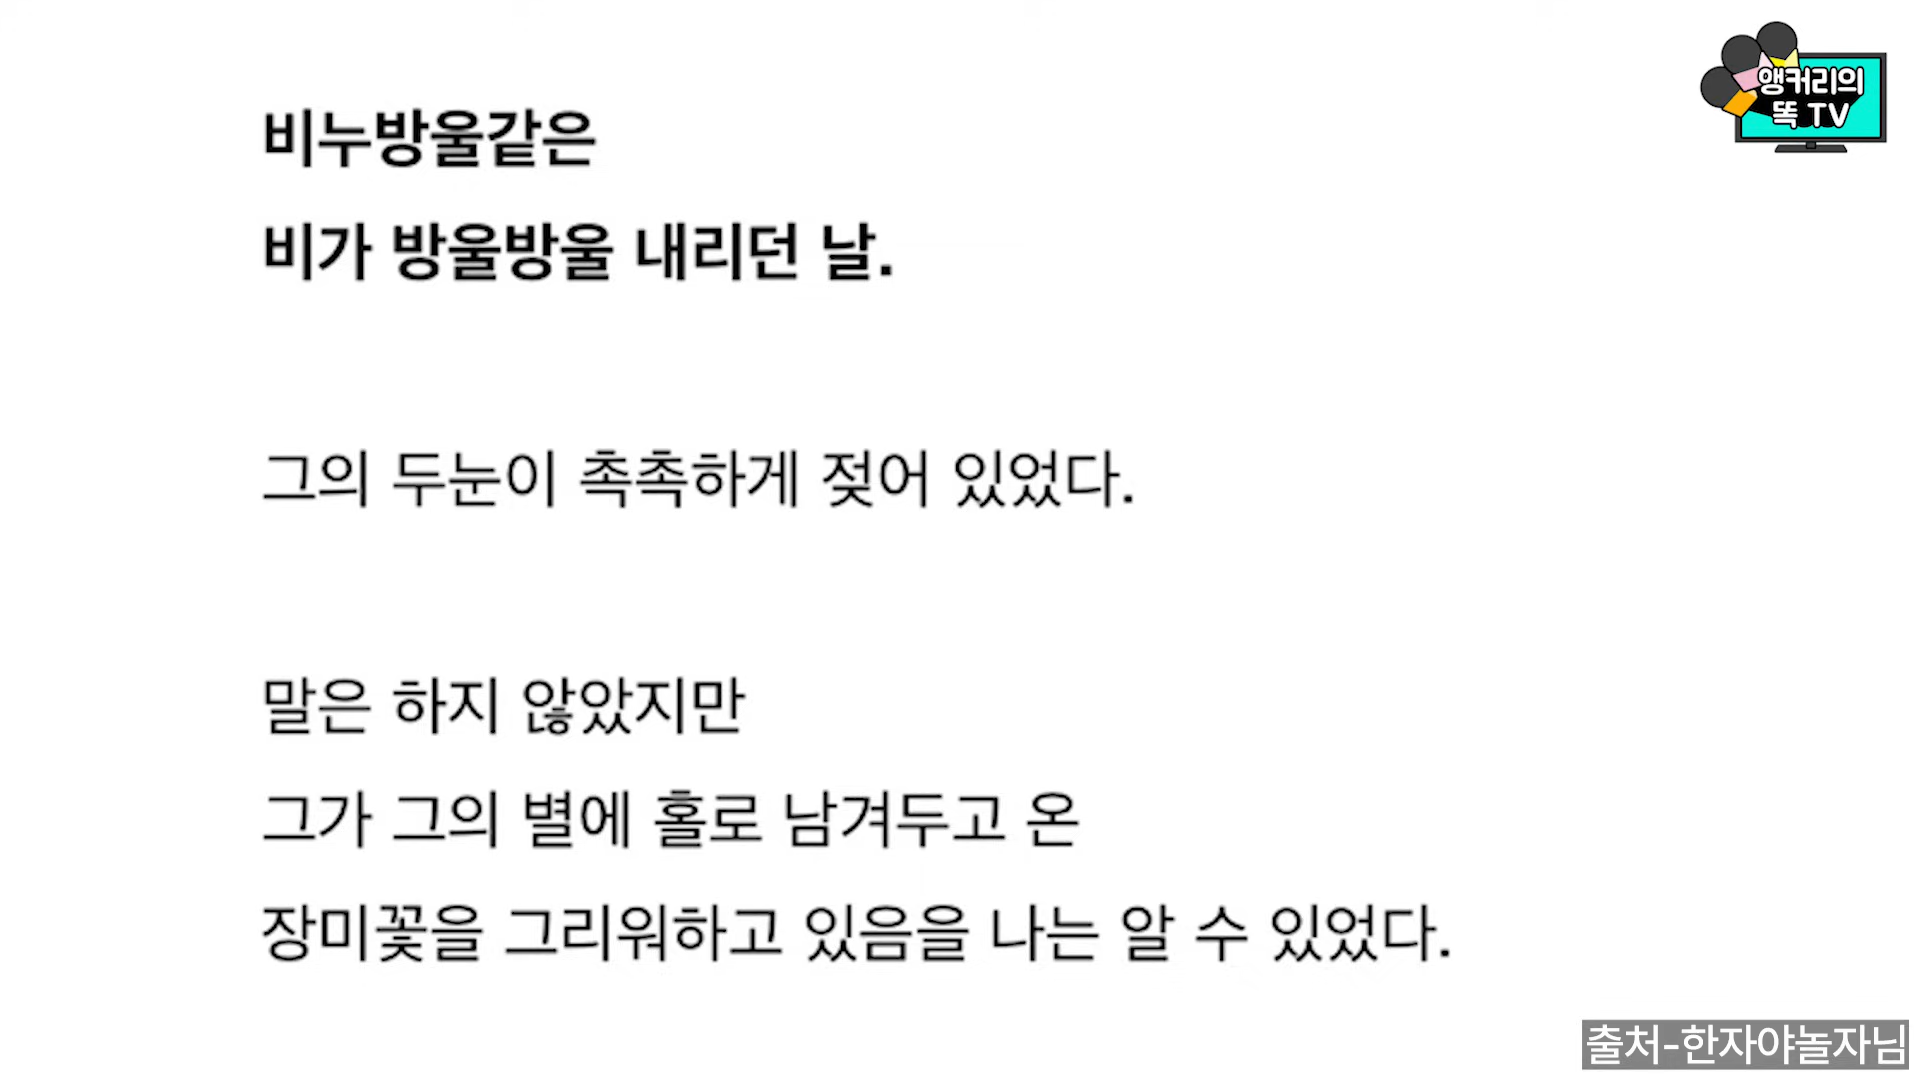 앵커리의
똑 TV
비누방울같은
비가 방울방울 내리던 날.
그의 두눈이 촉촉하게 젖어 있었다.
말은 하지 않았지만
그가 그의 별에 홀로 남겨두고 온
장미꽃을 그리워하고 있음을 나는 알 수 있었다.
출처-한자야놀자님